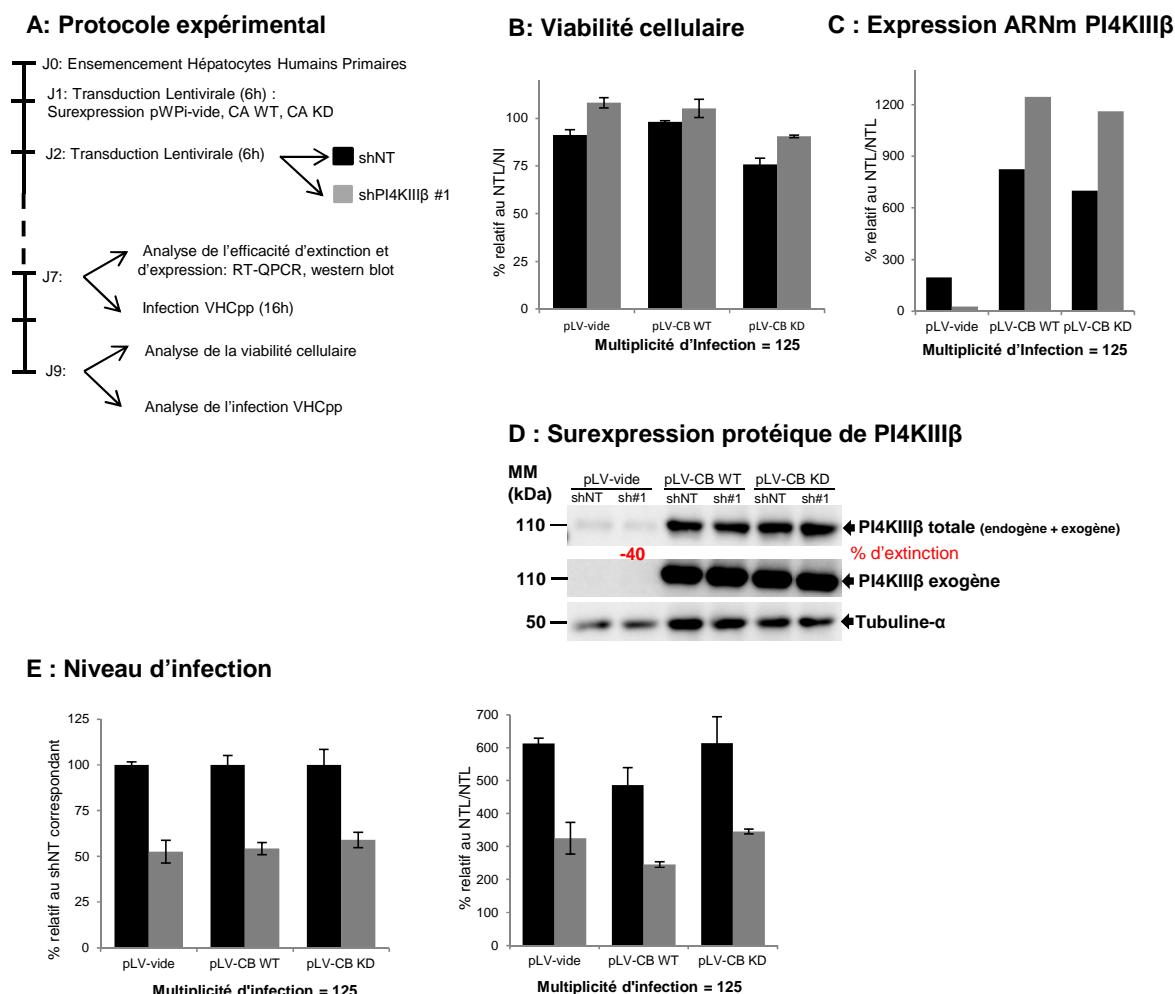 A: Protocole expérimental
J0: Ensemencement Hépatocytes Humains Primaires
J1: Transduction Lentivirale (6h) :
Surexpression pWPi-vide, CA WT, CA KD
J2: Transduction Lentivirale (6h)
shNT
shPI4KIIIβ #1
J7:
Analyse de l'efficacité d'extinction et
d'expression: RT-QPCR, western blot
Infection VHCpp (16h)
J9:
Analyse de la viabilité cellulaire
Analyse de l'infection VHCpp
B: Viabilité cellulaire
% relatif au NTL/NI
100
75
50
25
0
pLV-vide
pLV-CB WT
pLV-CB KD
Multiplicité d'Infection = 125
C : Expression ARNm PI4KIIIβ
% relatif au NTL/NTL
1200
900
600
300
0
pLV-vide
pLV-CB WT
pLV-CB KD
Multiplicité d'Infection = 125
D : Surexpression protéique de PI4KIIIβ
MM
(kDa)
pLV-vide
pLV-CB WT
pLV-CB KD
shNT sh#1 shNT sh#1 shNT sh#1
110
PI4KIIIβ totale (endogène + exogène)
-40
% d'extinction
110
PI4KIIIβ exogène
50
Tubuline-α
E : Niveau d'infection
% relatif au shNT correspondant
125
100
75
50
25
0
pLV-vide
pLV-CB WT
pLV-CB KD
Multiplicité d'infection = 125
% relatif au NTL/NTL
700
600
500
400
300
200
100
0
pLV-vide
pLV-CB WT
pLV-CB KD
Multiplicité d'infection = 125